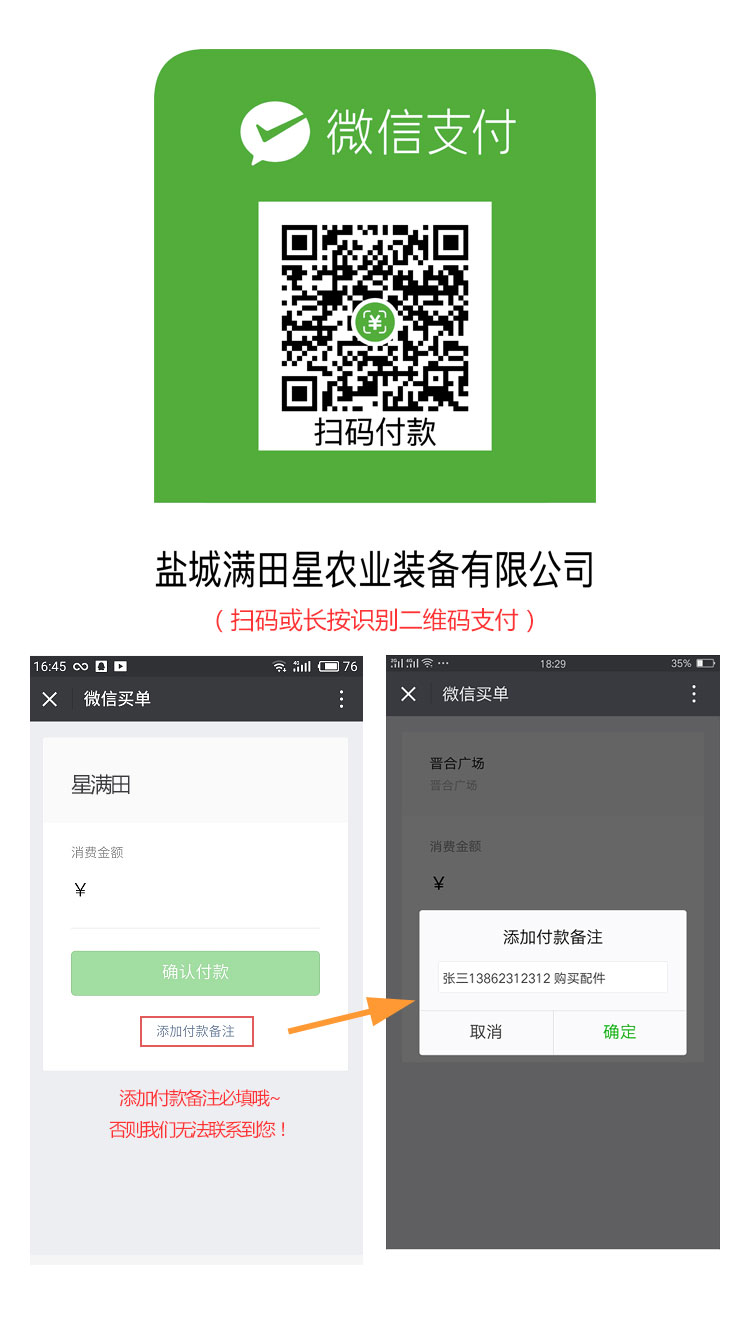 微信支付
扫码付款
盐城满田星农业装备有限公司
（扫码或长按识别二维码支付）
16:45 76
微信买单
星满田
消费金额
¥
确认付款
添加付款备注
添加付款备注必填哦~
否则我们无法联系到您！
18:29 35%
微信买单
晋合广场
晋合广场
消费金额
¥
添加付款备注
张三13862312312 购买配件
取消 确定